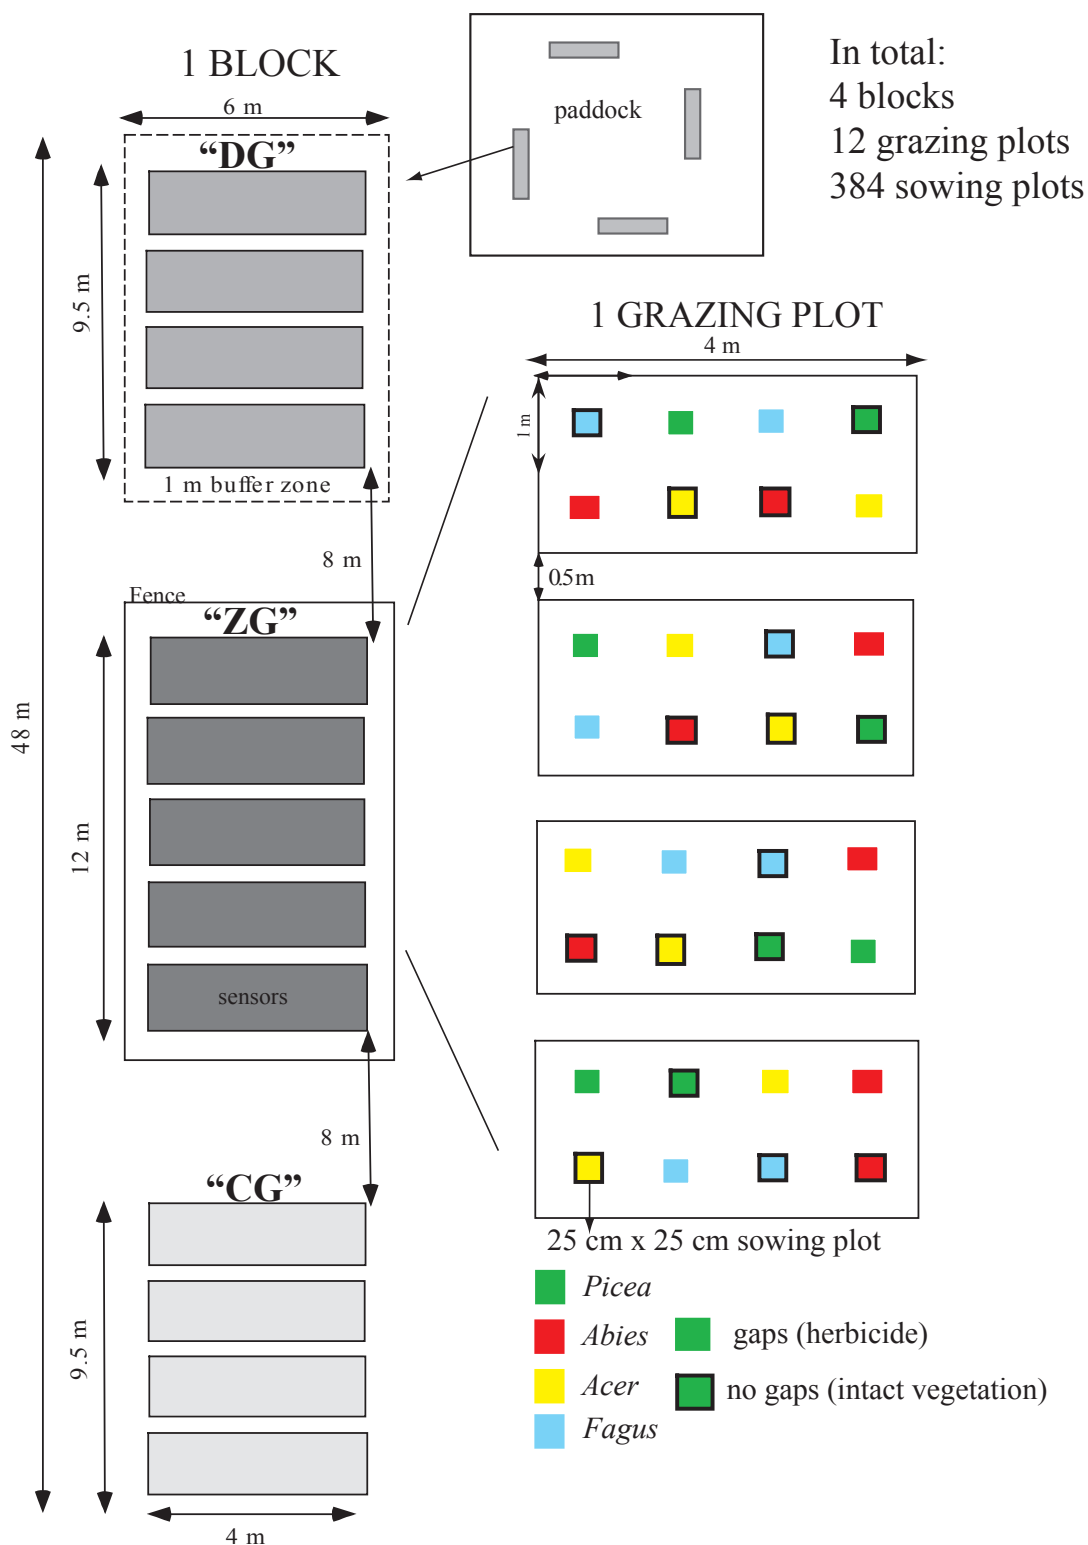 1 BLOCK
6 m
“DG”
9.5 m
1 m buffer zone
8 m
Fence
“ZG”
48 m
12 m
sensors
8 m
“CG”
9.5 m
4 m
paddock
In total:
4 blocks
12 grazing plots
384 sowing plots
1 GRAZING PLOT
4 m
1 m
0.5m
25 cm x 25 cm sowing plot
Picea
Abies
Acer
Fagus
gaps (herbicide)
no gaps (intact vegetation)